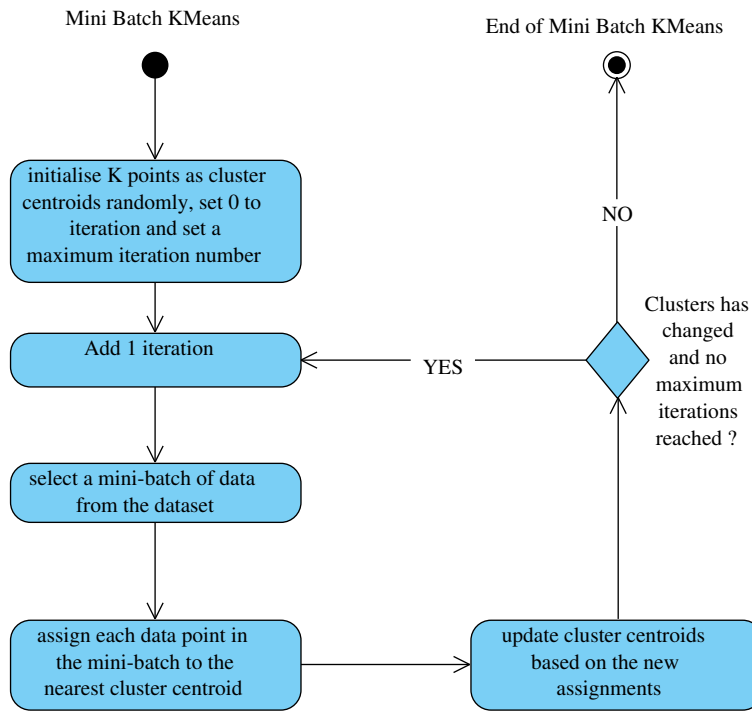 Mini Batch KMeans
End of Mini Batch KMeans
initialise K points as cluster
centroids randomly, set 0 to
iteration and set a
maximum iteration number
NO
Clusters has
changed
and no
maximum
iterations
reached ?
Add 1 iteration
YES
select a mini-batch of data
from the dataset
assign each data point in
the mini-batch to the
nearest cluster centroid
update cluster centroids
based on the new
assignments